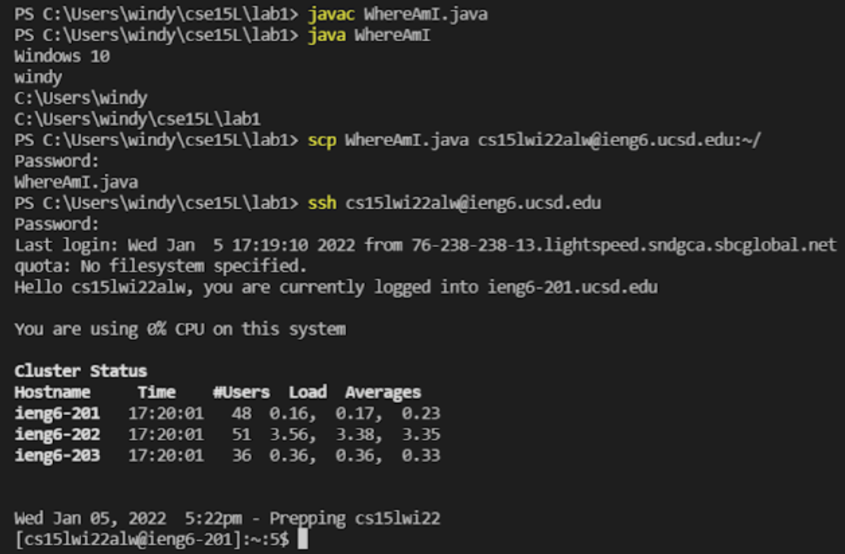 PS C:\Users\windy\cse15L\lab1> javac WhereAmI.java
PS C:\Users\windy\cse15L\lab1> java WhereAmI
Windows 10
windy
C:\Users\windy
C:\Users\windy\cse15L\lab1
PS C:\Users\windy\cse15L\lab1> scp WhereAmI.java cs15lwi22alw@ieng6.ucsd.edu:~/
Password:
WhereAmI.java
PS C:\Users\windy\cse15L\lab1> ssh cs15lwi22alw@ieng6.ucsd.edu
Password:
Last login: Wed Jan  5 17:19:10 2022 from 76-238-238-13.lightspeed.sndgca.sbcglobal.net
quota: No filesystem specified.
Hello cs15lwi22alw, you are currently logged into ieng6-201.ucsd.edu
You are using 0% CPU on this system
Cluster Status
Hostname     Time    #Users  Load  Averages
ieng6-201   17:20:01   48  0.16,  0.17,  0.23
ieng6-202   17:20:01   51  3.56,  3.38,  3.35
ieng6-203   17:20:01   36  0.36,  0.36,  0.33
Wed Jan 05, 2022  5:22pm - Prepping cs15lwi22
[cs15lwi22alw@ieng6-201]:~:5$